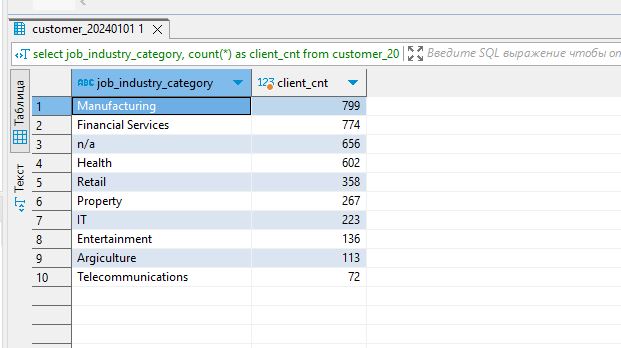 customer_20240101 1
select job_industry_category, count(*) as client_cnt from customer_20
Введите SQL выражение чтобы
Таблица
Текст
ABC job_industry_category 123 client_cnt
1 Manufacturing 799
2 Financial Services 774
3 n/a 656
4 Health 602
5 Retail 358
6 Property 267
7 IT 223
8 Entertainment 136
9 Argiculture 113
10 Telecommunications 72